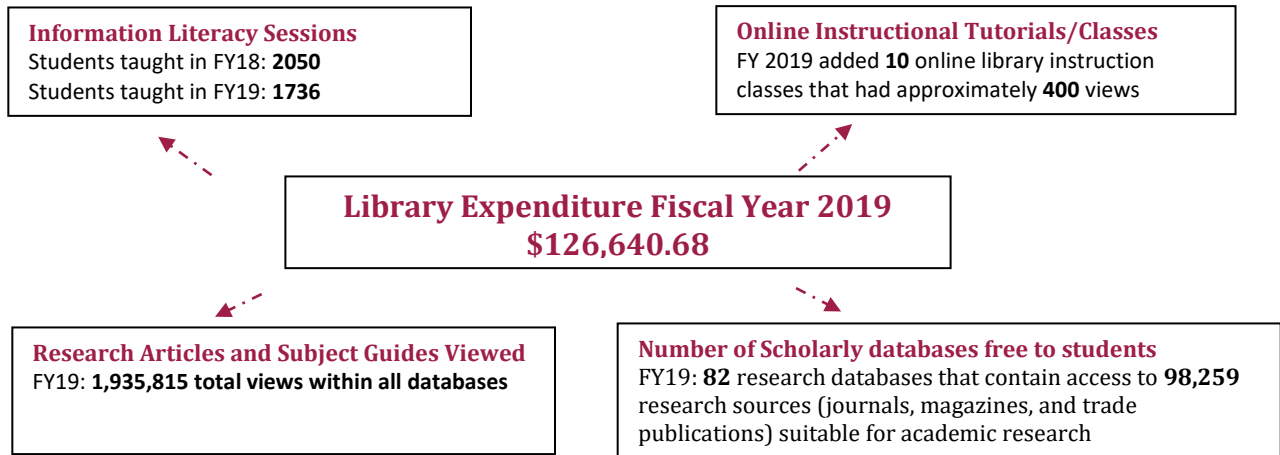 Information Literacy Sessions
Students taught in FY18: 2050
Students taught in FY19: 1736
Online Instructional Tutorials/Classes
FY 2019 added 10 online library instruction
classes that had approximately 400 views
Library Expenditure Fiscal Year 2019
$126,640.68
Research Articles and Subject Guides Viewed
FY19: 1,935,815 total views within all databases
Number of Scholarly databases free to students
FY19: 82 research databases that contain access to 98,259
research sources (journals, magazines, and trade
publications) suitable for academic research